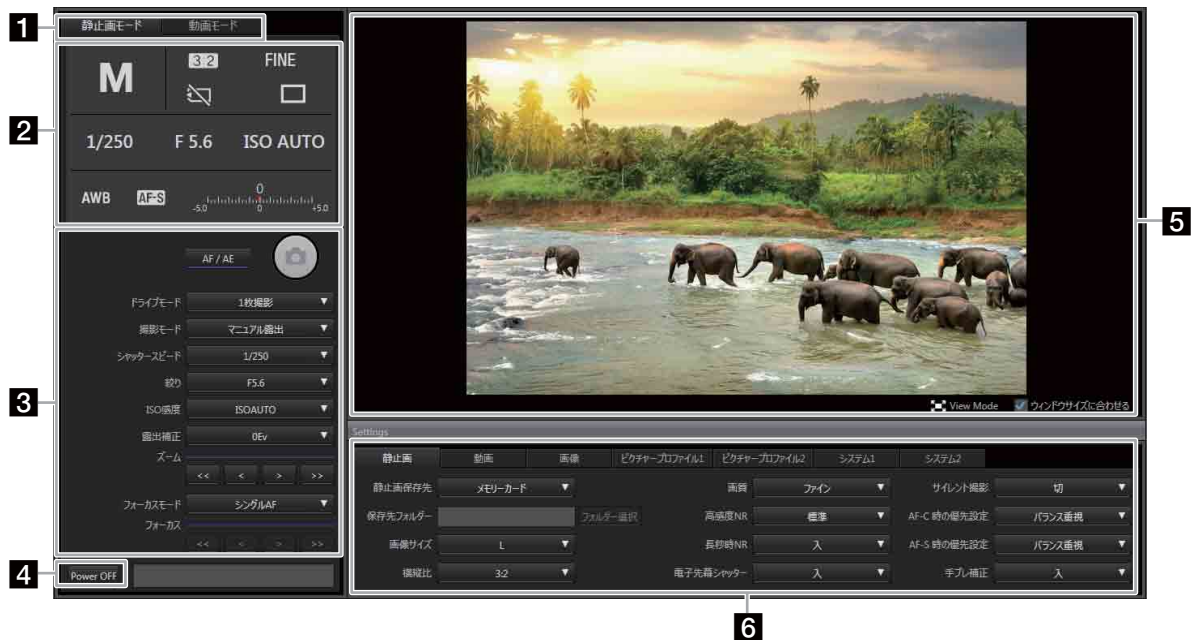 1
静止画モード 動画モード
2
M 3:2 FINE
1/250 F 5.6 ISO AUTO
AWB AF-S 0
-5.0 0 +5.0
3
AF / AE
ドライブモード 1枚撮影
撮影モード マニュアル露出
シャッタースピード 1/250
絞り F5.6
ISO感度 ISOAUTO
露出補正 0Ev
ズーム
<< < > >>
フォーカスモード シングルAF
フォーカス
<< < > >>
4
Power OFF
5
View Mode ウィンドウサイズに合わせる
Settings
静止画 動画 画像 ピクチャープロファイル1 ピクチャープロファイル2 システム1 システム2
静止画保存先 メモリーカード 画質 ファイン サイレント撮影 切
保存先フォルダー フォルダー選択 高感度NR 標準 AF-C 時の優先設定 バランス重視
画像サイズ L 長秒時NR 入 AF-S 時の優先設定 バランス重視
横縦比 3:2 電子先幕シャッター 入 手ブレ補正 入
6